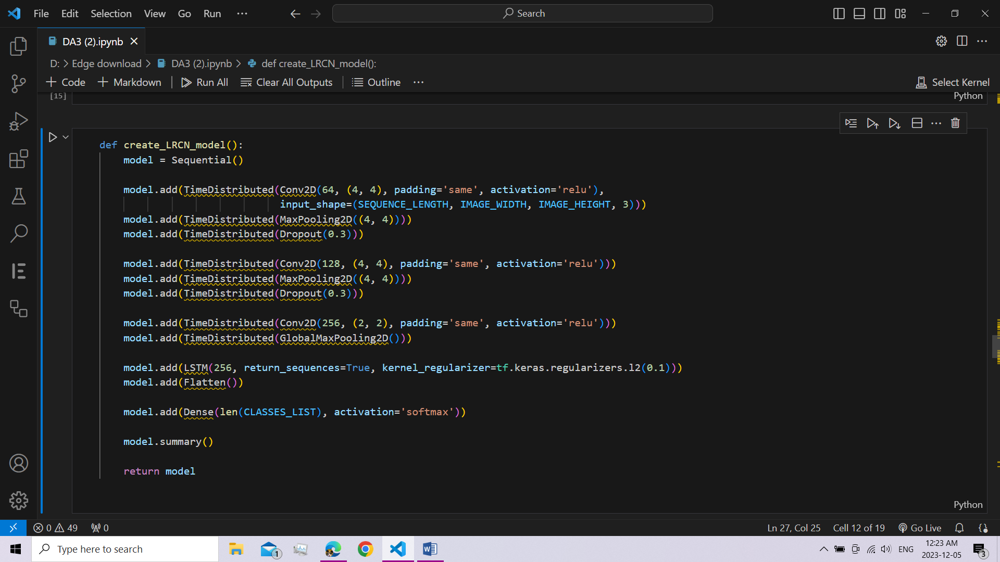 File Edit Selection View Go Run ··· Search
DA3 (2).ipynb
D: > Edge download > DA3 (2).ipynb > def create_LRCN_model():
+ Code + Markdown Run All Clear All Outputs Outline ··· Select Kernel
[15] Python
def create_LRCN_model():
model = Sequential()
model.add(TimeDistributed(Conv2D(64, (4, 4), padding='same', activation='relu'),
input_shape=(SEQUENCE_LENGTH, IMAGE_WIDTH, IMAGE_HEIGHT, 3)))
model.add(TimeDistributed(MaxPooling2D((4, 4))))
model.add(TimeDistributed(Dropout(0.3)))
model.add(TimeDistributed(Conv2D(128, (4, 4), padding='same', activation='relu')))
model.add(TimeDistributed(MaxPooling2D((4, 4))))
model.add(TimeDistributed(Dropout(0.3)))
model.add(TimeDistributed(Conv2D(256, (2, 2), padding='same', activation='relu')))
model.add(TimeDistributed(GlobalMaxPooling2D()))
model.add(LSTM(256, return_sequences=True, kernel_regularizer=tf.keras.regularizers.l2(0.1)))
model.add(Flatten())
model.add(Dense(len(CLASSES_LIST), activation='softmax'))
model.summary()
return model
Python
0 49 0 Ln 27, Col 25 Cell 12 of 19 Go Live
Type here to search 1 ENG 12:23 AM
2023-12-05 3